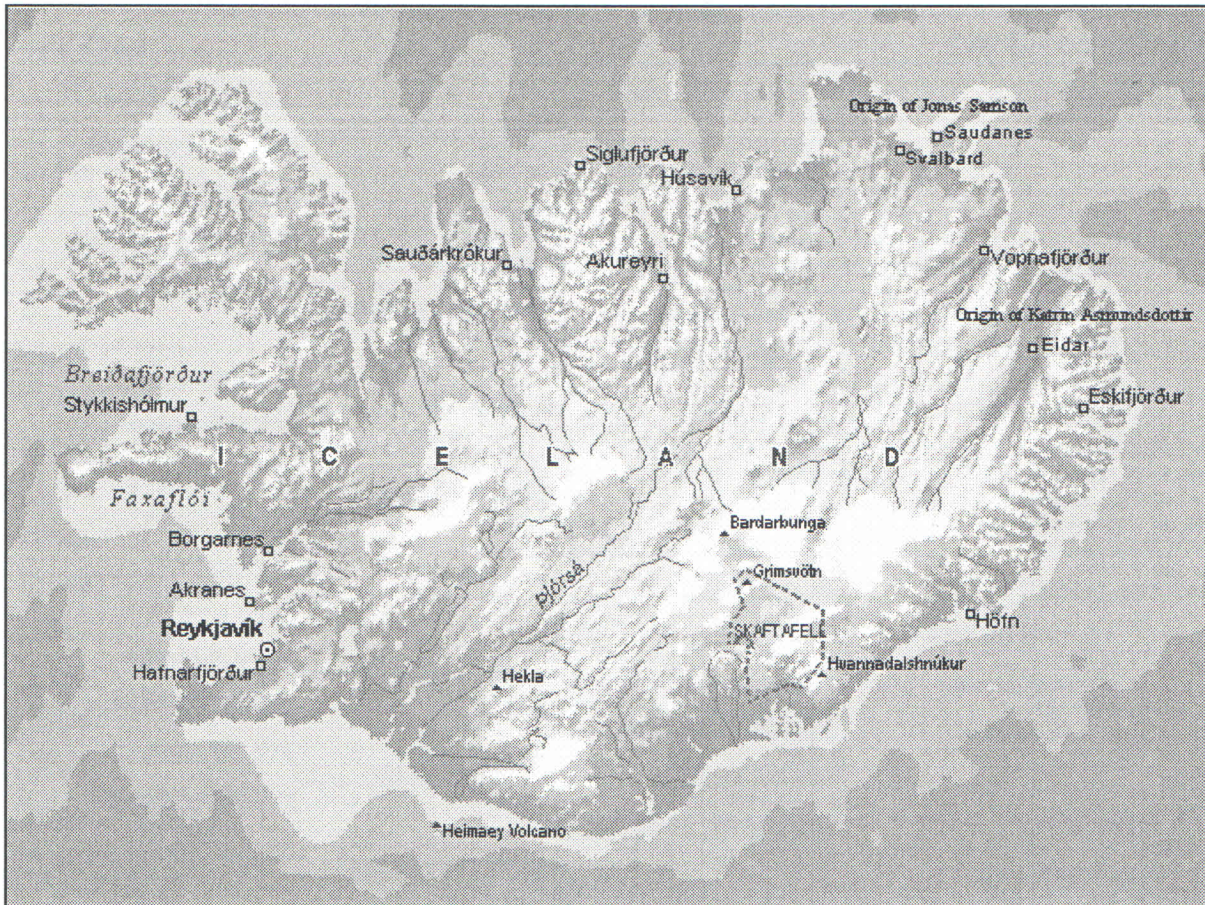 Origin of Jonas Samson
Saudanes
Svalbard
Siglufjörður
Húsavík
Sauðárkrókur
Akureyri
Vopnafjörður
Origin of Katrin Asmundsdottir
Eidar
Breiðafjörður
Stykkishólmur
Eskifjörður
I C E L A N D
Faxaflói
Bardarbunga
Borgarnes
Grimsvötn
Þjórsá
Akranes
Höfn
Reykjavík
SKAFTAFELL
Hafnarfjörður
Hvannadalshnúkur
Hekla
Heimaey Volcano